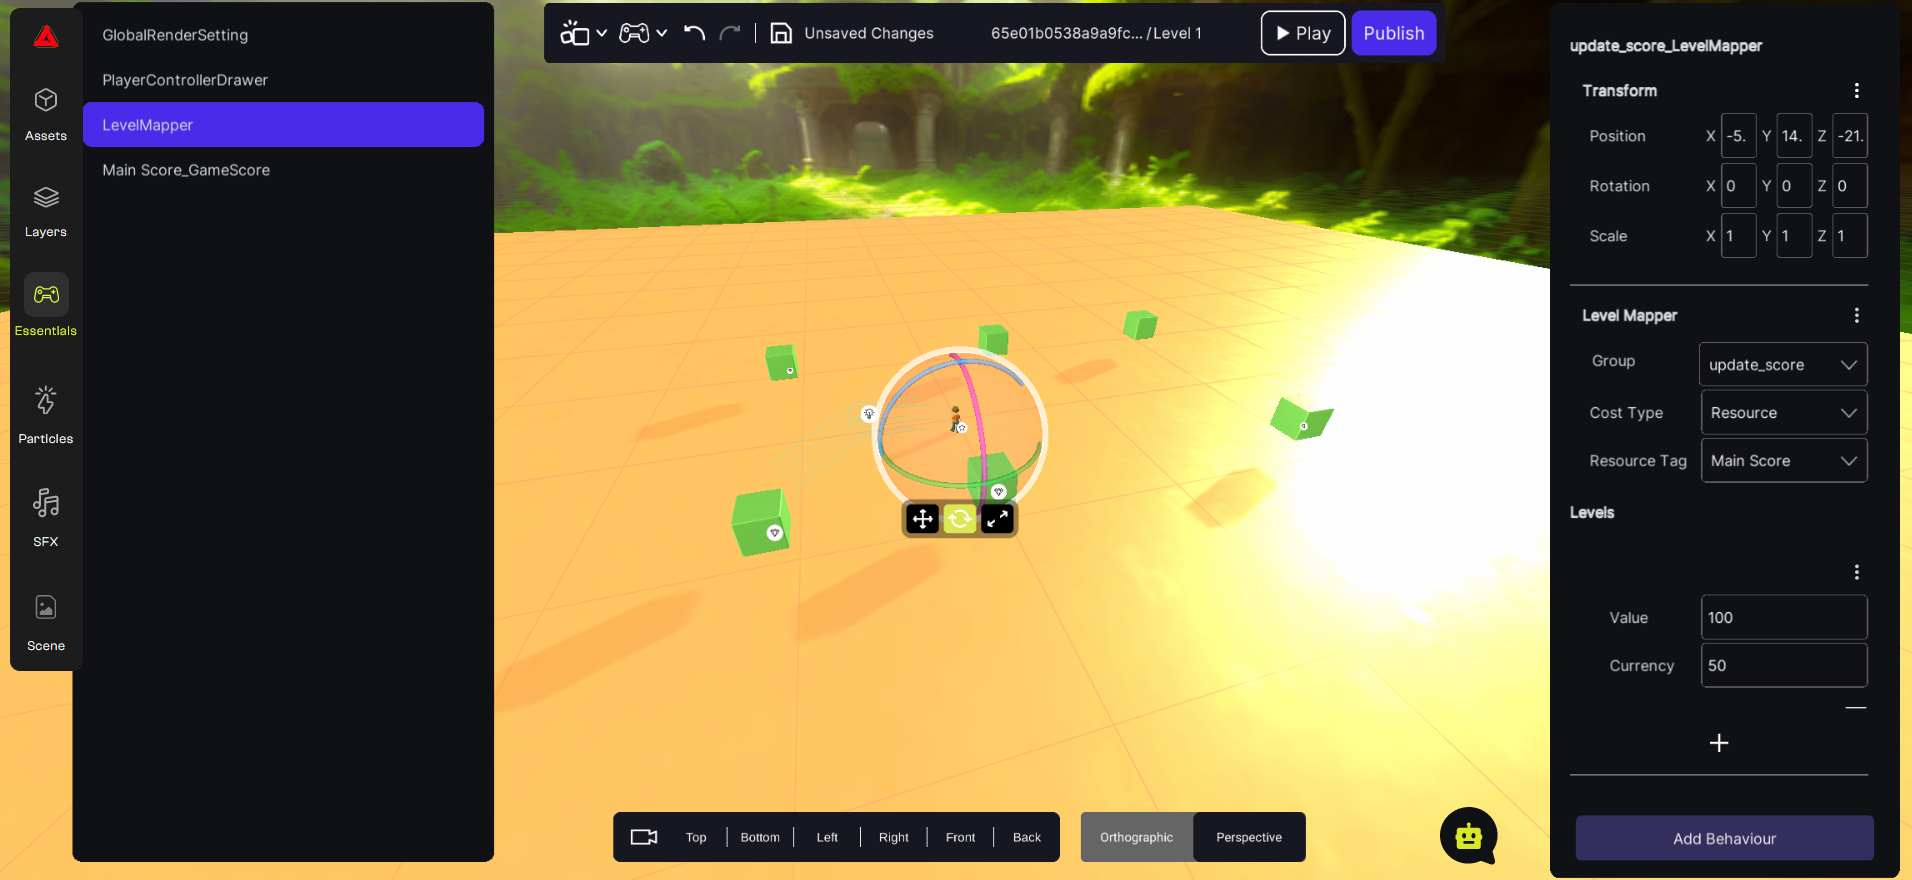 Assets
Layers
Essentials
Particles
SFX
Scene
GlobalRenderSetting
PlayerControllerDrawer
LevelMapper
Main Score_GameScore
Unsaved Changes
65e01b0538a9a9fc... / Level 1
Play
Publish
Top
Bottom
Left
Right
Front
Back
Orthographic
Perspective
update_score_LevelMapper
Transform
Position X -5. Y 14. Z -21.
Rotation X 0 Y 0 Z 0
Scale X 1 Y 1 Z 1
Level Mapper
Group update_score
Cost Type Resource
Resource Tag Main Score
Levels
Value 100
Currency 50
Add Behaviour